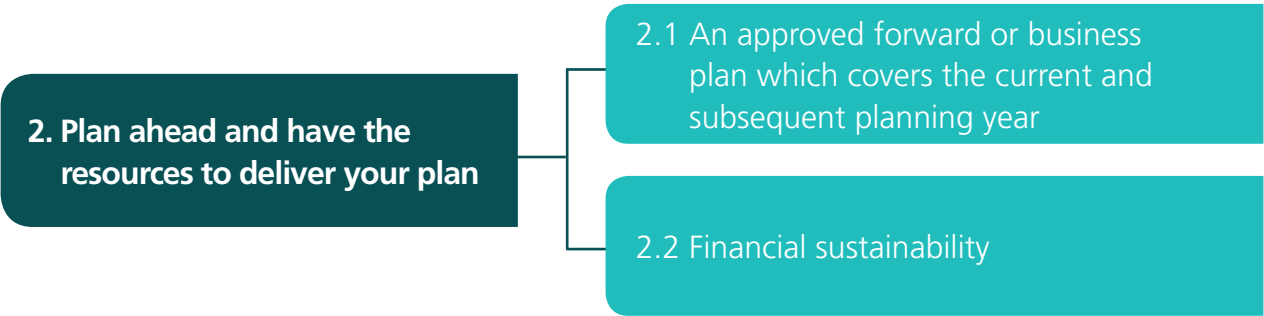 2. Plan ahead and have the
resources to deliver your plan
2.1 An approved forward or business
plan which covers the current and
subsequent planning year
2.2 Financial sustainability